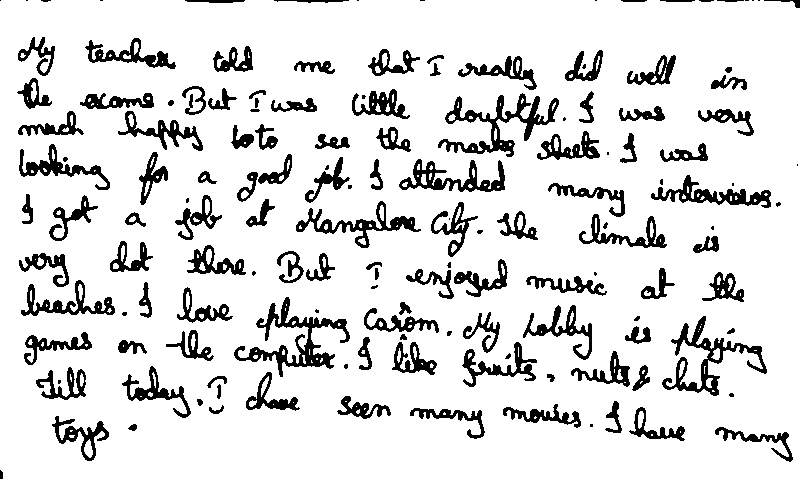 My teacher told me that I really did well in
the exams. But I was little doubtful. I was very
much happy to to see the marks sheets. I was
looking for a good job. I attended many interviews.
I got a job at Mangalore City. The climate is
very hot there. But I enjoyed music at the
beaches. I love playing Carrom. My hobby is playing
games on the computer. I like fruits, nuts & chats.
Till today, I have seen many movies. I have many
toys.